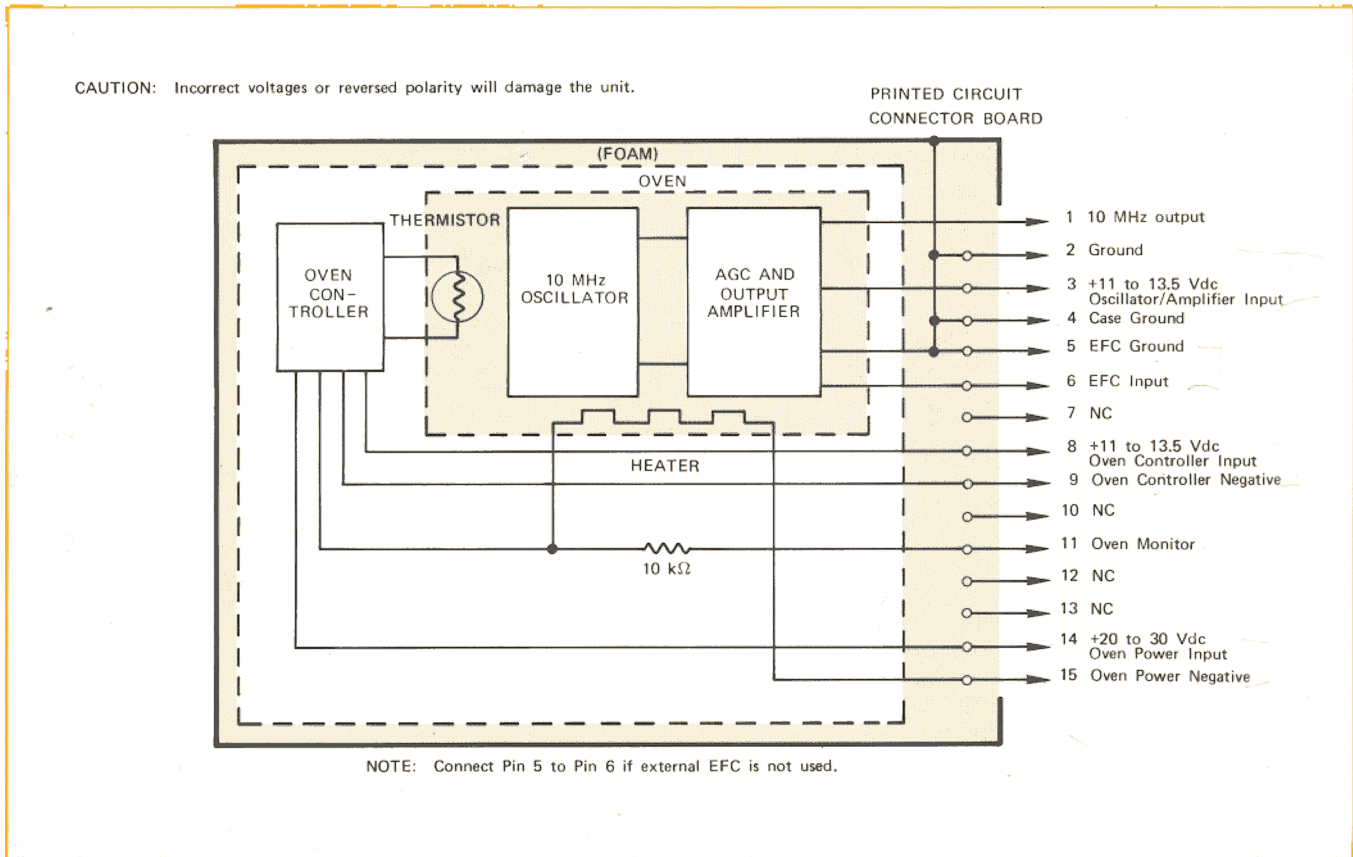 CAUTION: Incorrect voltages or reversed polarity will damage the unit.
PRINTED CIRCUIT
CONNECTOR BOARD
(FOAM)
OVEN
THERMISTOR
OVEN
CON-
TROLLER
10 MHz
OSCILLATOR
AGC AND
OUTPUT
AMPLIFIER
HEATER
10 kΩ
1 10 MHz output
2 Ground
3 +11 to 13.5 Vdc
Oscillator/Amplifier Input
4 Case Ground
5 EFC Ground
6 EFC Input
7 NC
8 +11 to 13.5 Vdc
Oven Controller Input
9 Oven Controller Negative
10 NC
11 Oven Monitor
12 NC
13 NC
14 +20 to 30 Vdc
Oven Power Input
15 Oven Power Negative
NOTE: Connect Pin 5 to Pin 6 if external EFC is not used.